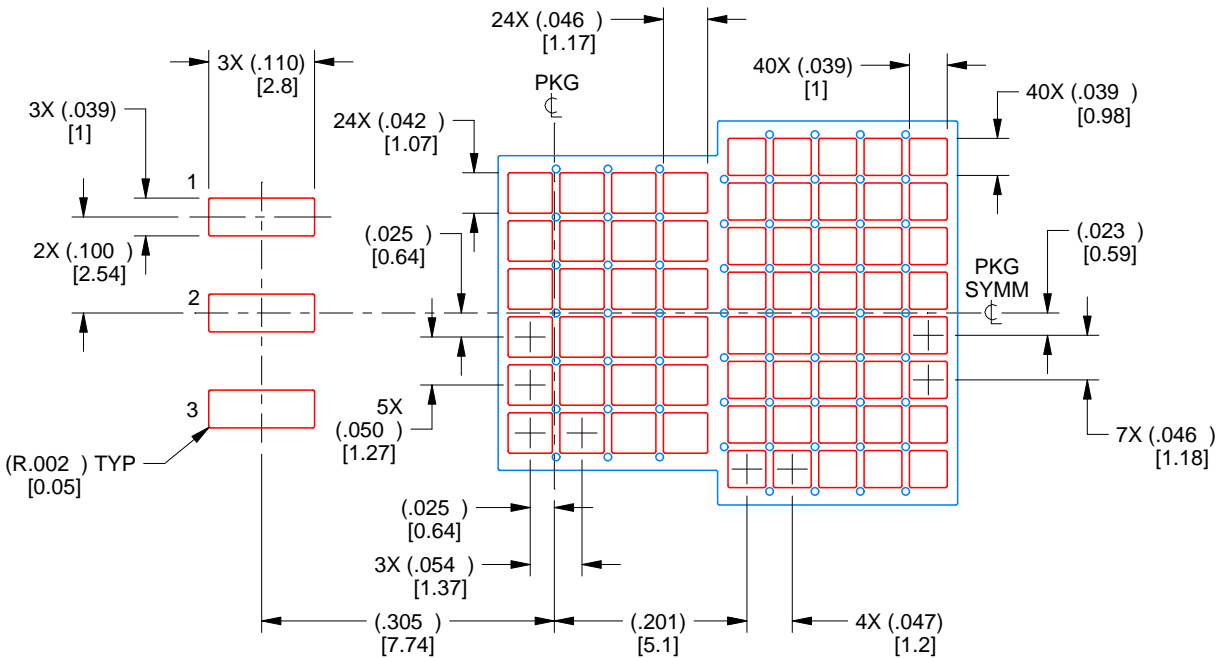 24X (.046 )
[1.17]
3X (.110)
[2.8]
PKG
40X (.039)
[1]
3X (.039)
[1]
24X (.042 )
[1.07]
40X (.039 )
[0.98]
1
2X (.100 )
[2.54]
(.025 )
[0.64]
(.023 )
[0.59]
PKG
SYMM
2
5X
(.050 )
[1.27]
3
7X (.046 )
[1.18]
(R.002 ) TYP
[0.05]
(.025 )
[0.64]
3X (.054 )
[1.37]
(.305 )
[7.74]
(.201)
[5.1]
4X (.047)
[1.2]